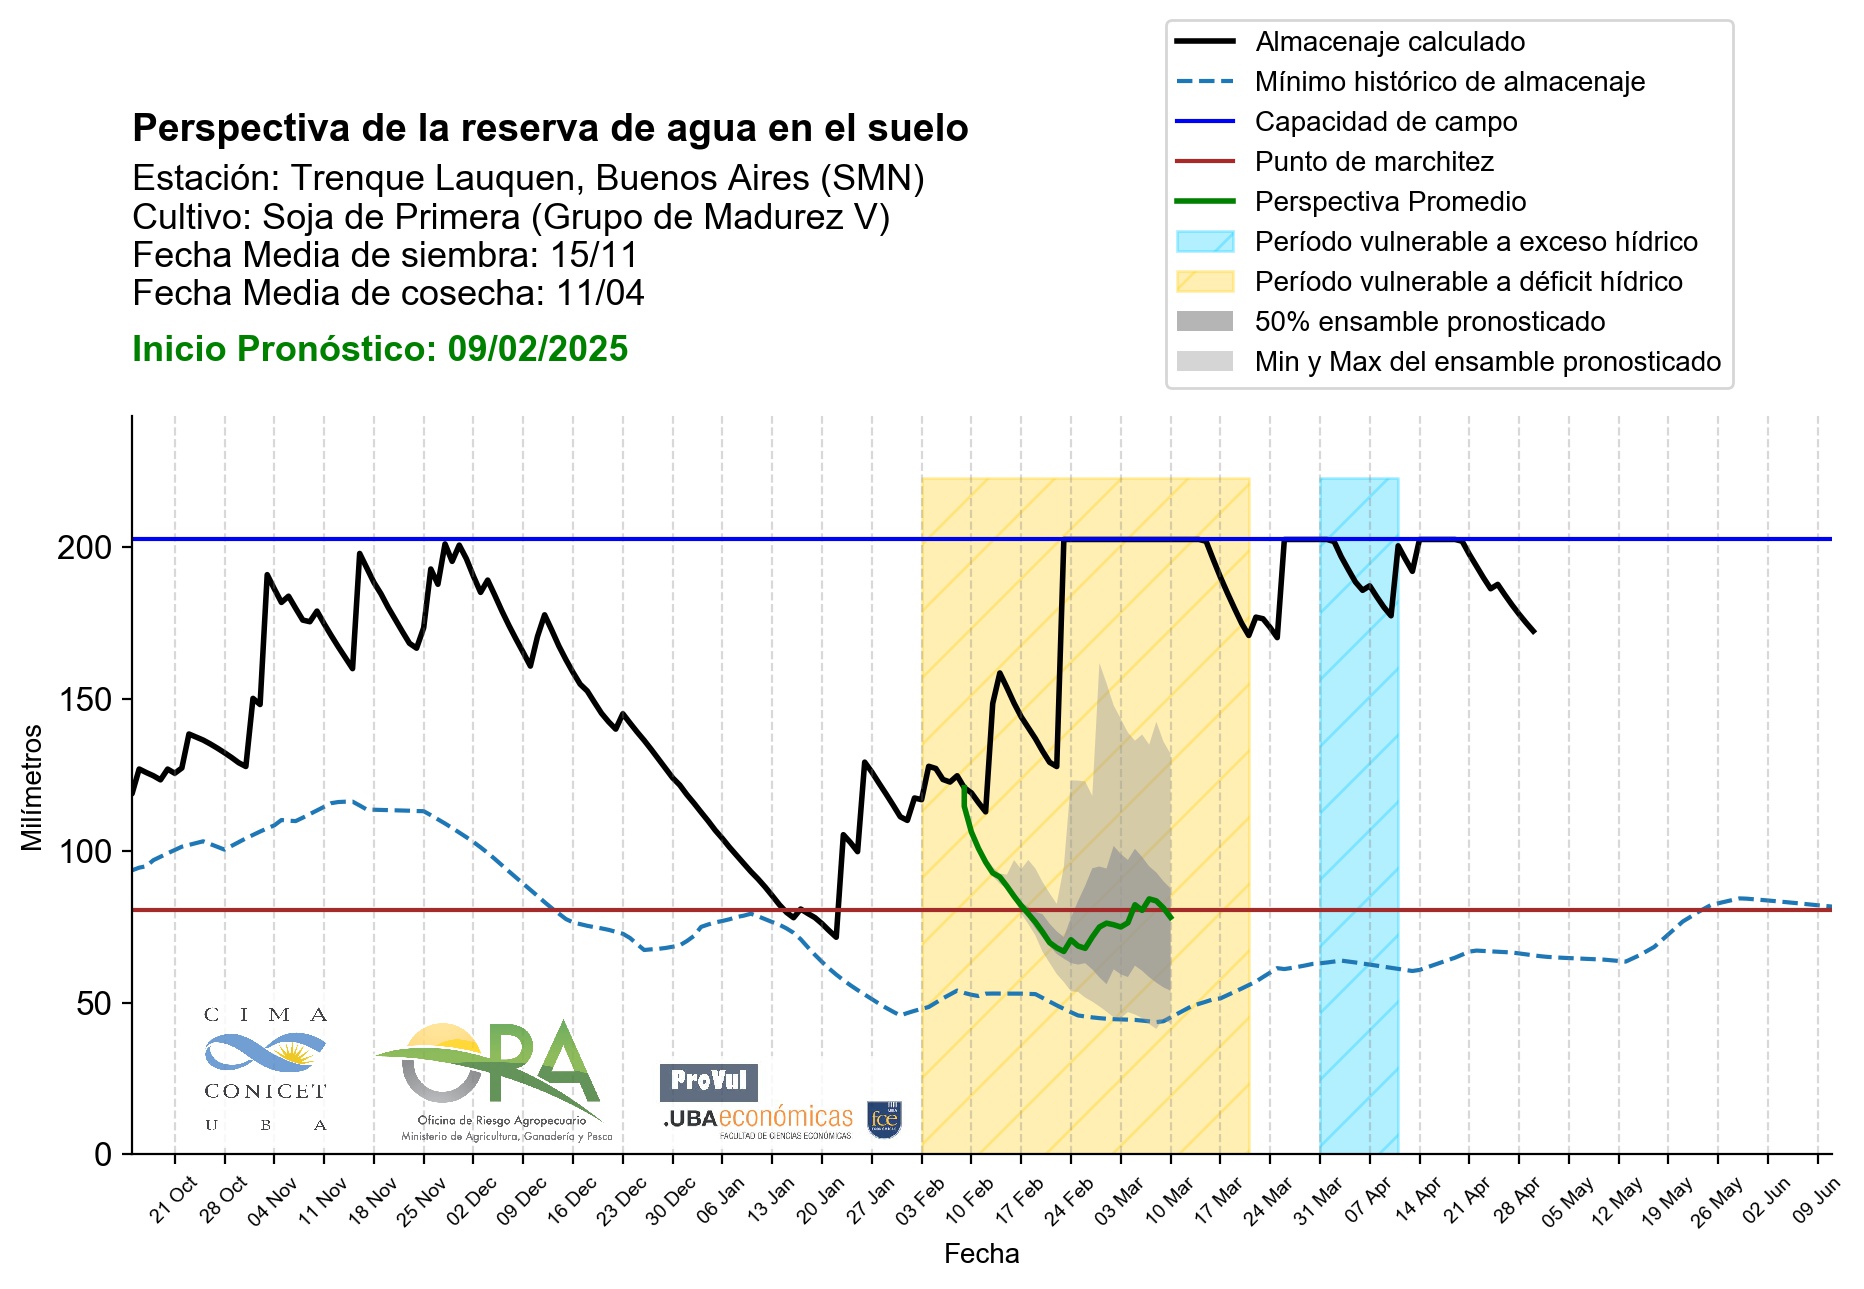 Almacenaje calculado
Mínimo histórico de almacenaje
Capacidad de campo
Punto de marchitez
Perspectiva Promedio
Período vulnerable a exceso hídrico
Período vulnerable a déficit hídrico
50% ensamble pronosticado
Min y Max del ensamble pronosticado
Perspectiva de la reserva de agua en el suelo
Estación: Trenque Lauquen, Buenos Aires (SMN)
Cultivo: Soja de Primera (Grupo de Madurez V)
Fecha Media de siembra: 15/11
Fecha Media de cosecha: 11/04
Inicio Pronóstico: 09/02/2025
200
150
100
50
0
Milímetros
CIMA
CONICET
UBA
ORA
Oficina de Riesgo Agropecuario
Ministerio de Agricultura, Ganadería y Pesca
ProVul
.UBAeconómicas
FACULTAD DE CIENCIAS ECONÓMICAS
UBA
fce
ECONÓMICAS
21 Oct
28 Oct
04 Nov
11 Nov
18 Nov
25 Nov
02 Dec
09 Dec
16 Dec
23 Dec
30 Dec
06 Jan
13 Jan
20 Jan
27 Jan
03 Feb
10 Feb
17 Feb
24 Feb
03 Mar
10 Mar
17 Mar
24 Mar
31 Mar
07 Apr
14 Apr
21 Apr
28 Apr
05 May
12 May
19 May
26 May
02 Jun
09 Jun
Fecha